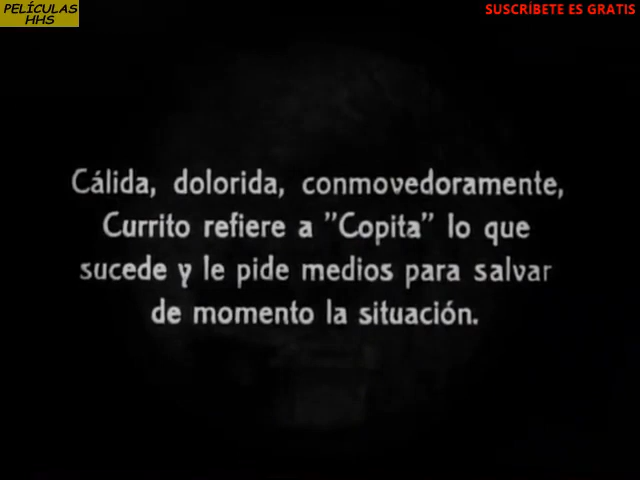 PELÍCULAS
HHS
SUSCRÍBETE ES GRATIS
Cálida, dolorida, conmovedoramente,
Currito refiere a "Copita" lo que
sucede y le pide medios para salvar
de momento la situación.